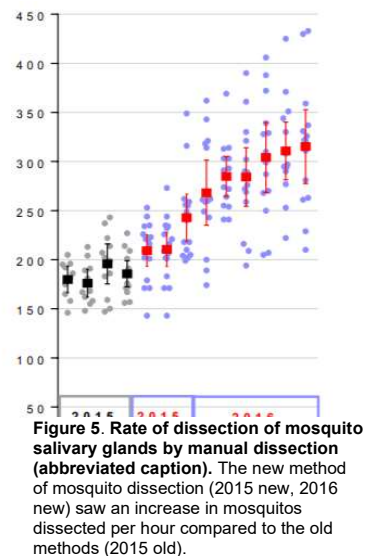 450
400
350
300
250
200
150
100
50
2015 2015 2016
Figure 5. Rate of dissection of mosquito
salivary glands by manual dissection
(abbreviated caption). The new method
of mosquito dissection (2015 new, 2016
new) saw an increase in mosquitos
dissected per hour compared to the old
methods (2015 old).